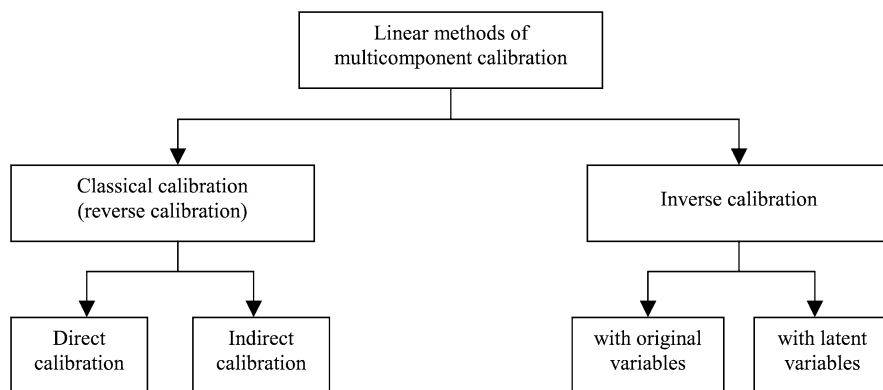 Linear methods of
multicomponent calibration
Classical calibration
(reverse calibration)
Inverse calibration
Direct
calibration
Indirect
calibration
with original
variables
with latent
variables